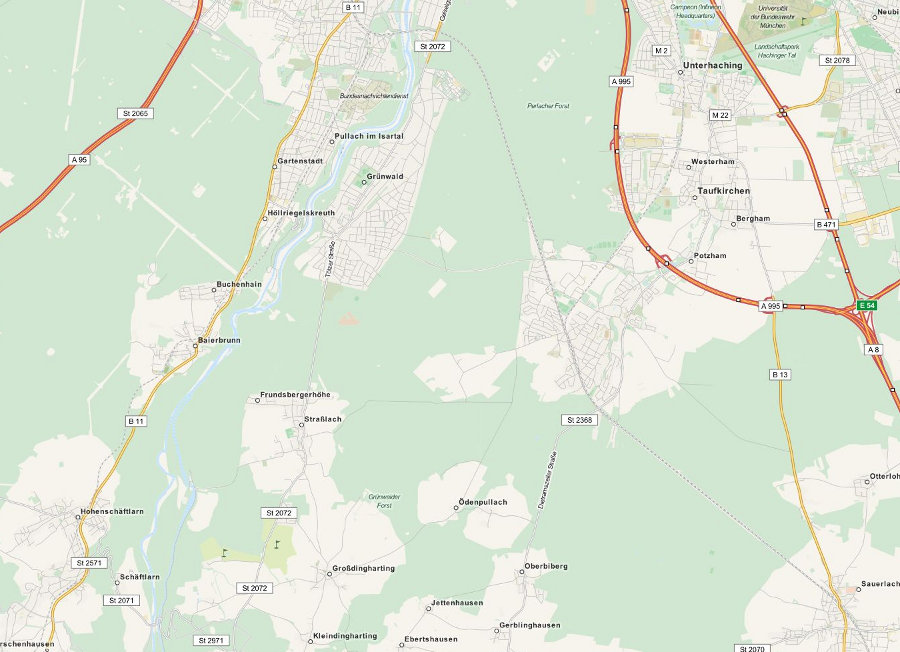 B 11
Grünwald
Campeon (Infineon
Headquarters)
Universität
der Bundeswehr
München
Neubi
St 2072
M 2
Landschaftspark
Hachinger Tal
St 2078
Unterhaching
A 995
Bundesnachrichtendienst
Perlacher Forst
St 2065
M 22
Pullach im Isartal
A 95
Gartenstadt
Westerham
Taufkirchen
Höllriegelskreuth
Bergham
B 471
Tölzer Straße
Potzham
Buchenhain
A 995
E 54
Baierbrunn
A 8
B 13
Frundsbergerhöhe
B 11
Straßlach
St 2368
Deiningerstraße
Otterloh
Grünwalder
Forst
Ödenpullach
Hohenschäftlarn
St 2072
St 2571
Großdingharting
Oberbiberg
Schäftlarn
St 2072
Sauerlach
St 2071
Jettenhausen
Gerblinghausen
St 2971
Kleindingharting
Ebertshausen
rschenhausen
St 2070